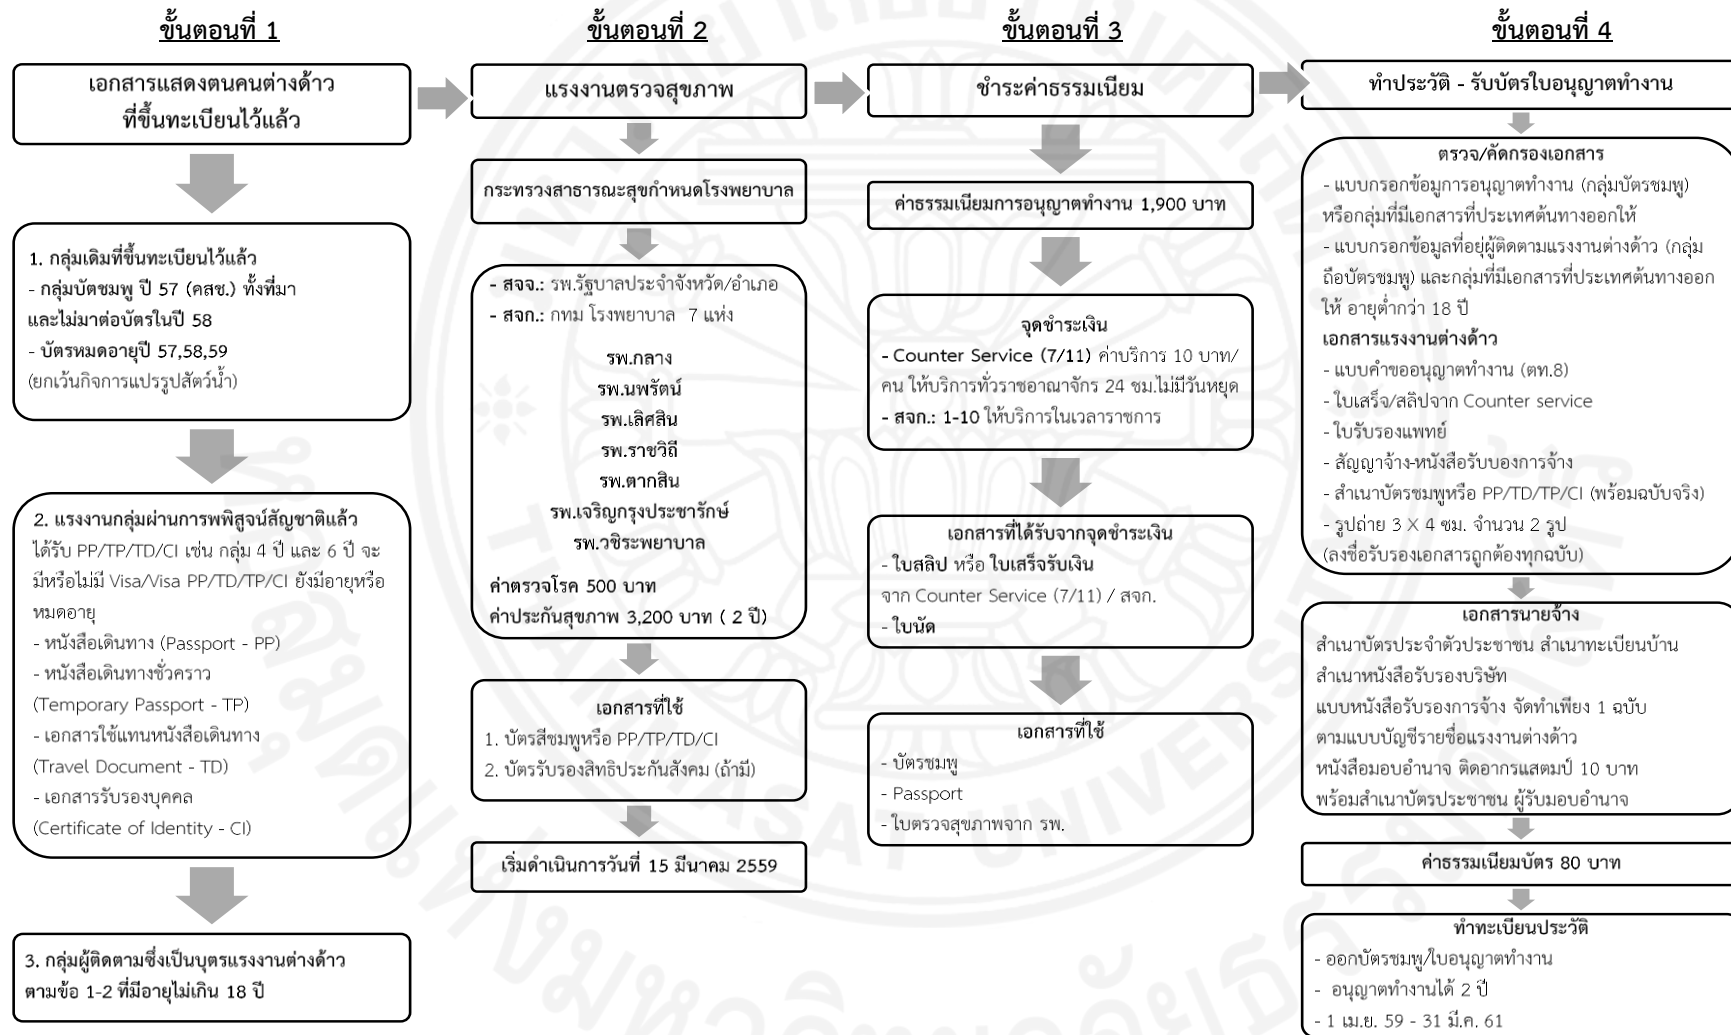 ขั้นตอนที่ 1
เอกสารแสดงตนคนต่างด้าว
ที่ขึ้นทะเบียนไว้แล้ว
1. กลุ่มเดิมที่ขึ้นทะเบียนไว้แล้ว
- กลุ่มบัตชมพู ปี 57 (คสช.) ทั้งที่มา
และไม่มาต่อบัตรในปี 58
- บัตรหมดอายุปี 57,58,59
(ยกเว้นกิจการแปรรูปสัตว์น้ำ)
2. แรงงานกลุ่มผ่านการพพิสูจน์สัญชาติแล้ว
ได้รับ PP/TP/TD/CI เช่น กลุ่ม 4 ปี และ 6 ปี จะ
มีหรือไม่มี Visa/Visa PP/TD/TP/CI ยังมีอายุหรือ
หมดอายุ
- หนังสือเดินทาง (Passport - PP)
- หนังสือเดินทางชั่วคราว
(Temporary Passport - TP)
- เอกสารใช้แทนหนังสือเดินทาง
(Travel Document - TD)
- เอกสารรับรองบุคคล
(Certificate of Identity - CI)
3. กลุ่มผู้ติดตามซึ่งเป็นบุตรแรงงานต่างด้าว
ตามข้อ 1-2 ที่มีอายุไม่เกิน 18 ปี
ขั้นตอนที่ 2
แรงงานตรวจสุขภาพ
กระทรวงสาธารณะสุขกำหนดโรงพยาบาล
- สจจ.: รพ.รัฐบาลประจำจังหวัด/อำเภอ
- สจก.: กทม โรงพยาบาล 7 แห่ง
รพ.กลาง
รพ.นพรัตน์
รพ.เลิศสิน
รพ.ราชวิถี
รพ.ตากสิน
รพ.เจริญกรุงประชารักษ์
รพ.วชิระพยาบาล
ค่าตรวจโรค 500 บาท
ค่าประกันสุขภาพ 3,200 บาท ( 2 ปี)
เอกสารที่ใช้
1. บัตรสีชมพูหรือ PP/TP/TD/CI
2. บัตรรับรองสิทธิประกันสังคม (ถ้ามี)
เริ่มดำเนินการวันที่ 15 มีนาคม 2559
ขั้นตอนที่ 3
ชำระค่าธรรมเนียม
ค่าธรรมเนียมการอนุญาตทำงาน 1,900 บาท
จุดชำระเงิน
- Counter Service (7/11) ค่าบริการ 10 บาท/
คน ให้บริการทั่วราชอาณาจักร 24 ชม.ไม่มีวันหยุด
- สจก.: 1-10 ให้บริการในเวลาราชการ
เอกสารที่ได้รับจากจุดชำระเงิน
- ใบสลิป หรือ ใบเสร็จรับเงิน
จาก Counter Service (7/11) / สจก.
- ใบนัด
เอกสารที่ใช้
- บัตรชมพู
- Passport
- ใบตรวจสุขภาพจาก รพ.
ขั้นตอนที่ 4
ทำประวัติ - รับบัตรใบอนุญาตทำงาน
ตรวจ/คัดกรองเอกสาร
- แบบกรอกข้อมูการอนุญาตทำงาน (กลุ่มบัตรชมพู)
หรือกลุ่มที่มีเอกสารที่ประเทศต้นทางออกให้
- แบบกรอกข้อมูลที่อยู่ผู้ติดตามแรงงานต่างด้าว (กลุ่ม
ถือบัตรชมพู) และกลุ่มที่มีเอกสารที่ประเทศต้นทางออก
ให้ อายุต่ำกว่า 18 ปี
เอกสารแรงงานต่างด้าว
- แบบคำขออนุญาตทำงาน (ตท.8)
- ใบเสร็จ/สลิปจาก Counter service
- ใบรับรองแพทย์
- สัญญาจ้าง-หนังสือรับบองการจ้าง
- สำเนาบัตรชมพูหรือ PP/TD/TP/CI (พร้อมฉบับจริง)
- รูปถ่าย 3 X 4 ซม. จำนวน 2 รูป
(ลงชื่อรับรองเอกสารถูกต้องทุกฉบับ)
เอกสารนายจ้าง
สำเนาบัตรประจำตัวประชาชน สำเนาทะเบียนบ้าน
สำเนาหนังสือรับรองบริษัท
แบบหนังสือรับรองการจ้าง จัดทำเพียง 1 ฉบับ
ตามแบบบัญชีรายชื่อแรงงานต่างด้าว
หนังสือมอบอำนาจ ติดอากรแสตมป์ 10 บาท
พร้อมสำเนาบัตรประชาชน ผู้รับมอบอำนาจ
ค่าธรรมเนียมบัตร 80 บาท
ทำทะเบียนประวัติ
- ออกบัตรชมพู/ใบอนุญาตทำงาน
- อนุญาตทำงานได้ 2 ปี
- 1 เม.ย. 59 - 31 มี.ค. 61
THAMMASAT UNIVERSITY